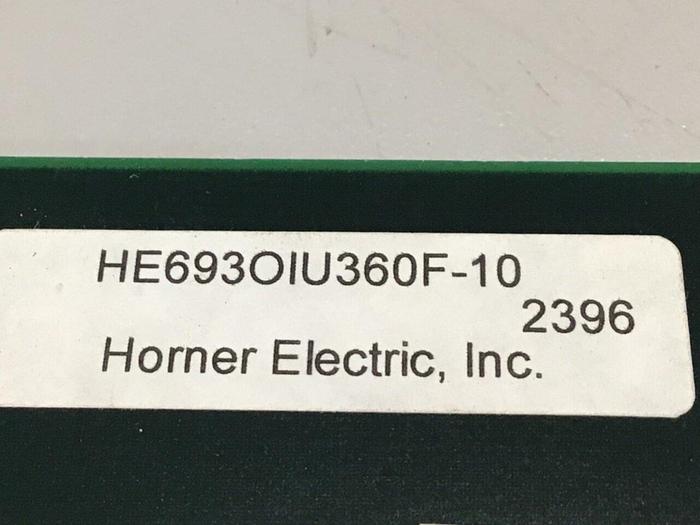 HE693OIU360F-10
2396
Horner Electric, Inc.